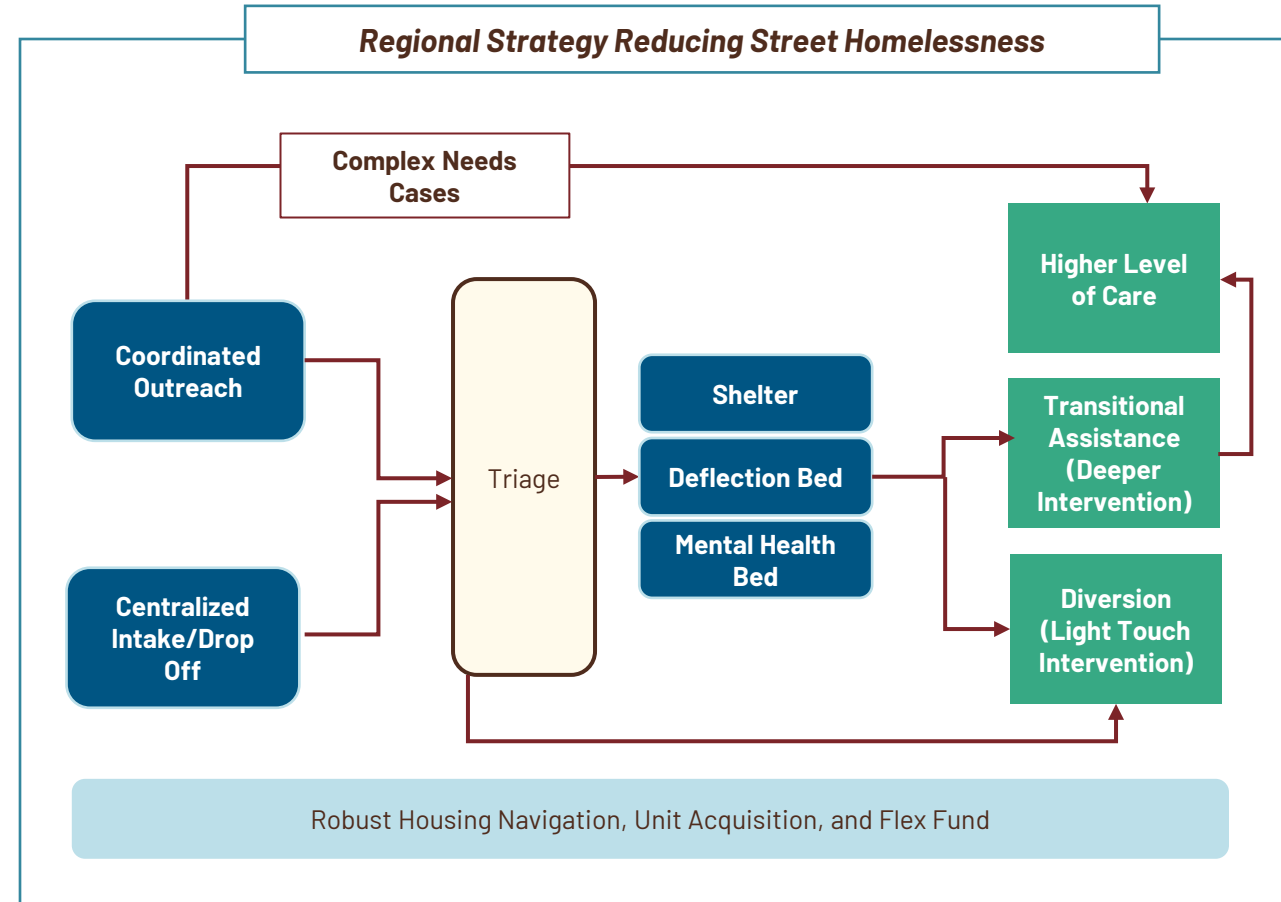 Regional Strategy Reducing Street Homelessness
Complex Needs
Cases
Higher Level
of Care
Coordinated
Outreach
Shelter
Transitional
Assistance
(Deeper
Intervention)
Triage
Deflection Bed
Mental Health
Bed
Centralized
Intake/Drop
Off
Diversion
(Light Touch
Intervention)
Robust Housing Navigation, Unit Acquisition, and Flex Fund